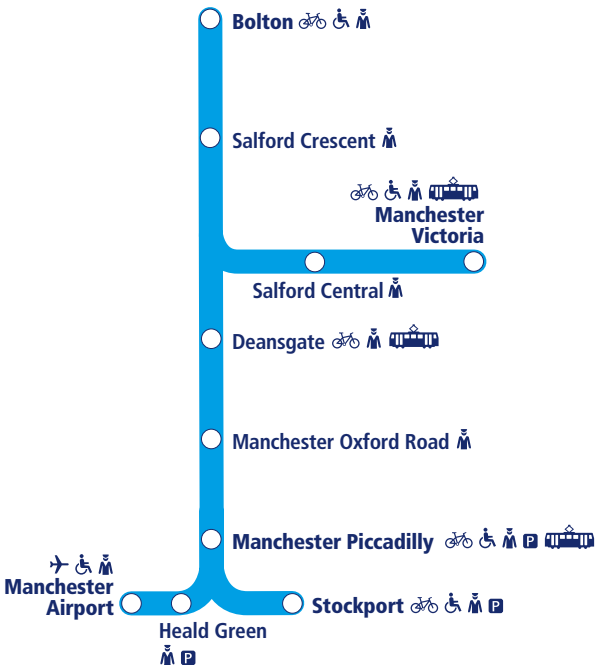 Bolton
Salford Crescent
Manchester
Victoria
Salford Central
Deansgate
Manchester Oxford Road
Manchester Piccadilly P
Manchester
Airport
Stockport P
Heald Green
P